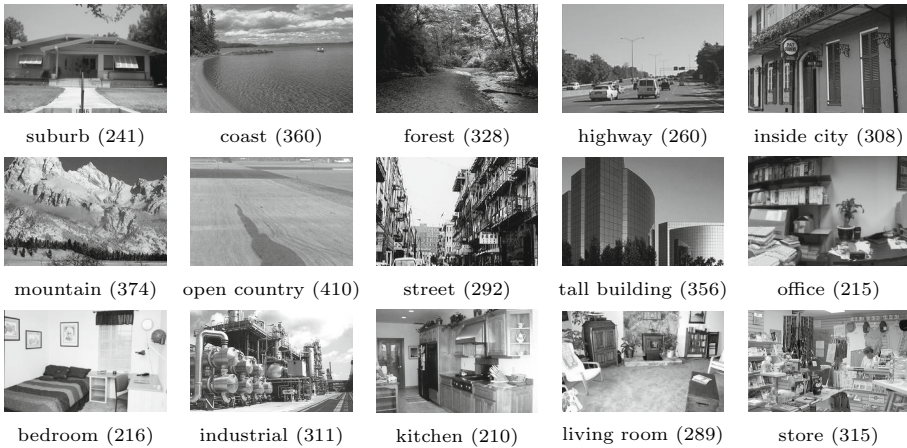 suburb (241) coast (360) forest (328) highway (260) inside city (308)
mountain (374) open country (410) street (292) tall building (356) office (215)
bedroom (216) industrial (311) kitchen (210) living room (289) store (315)